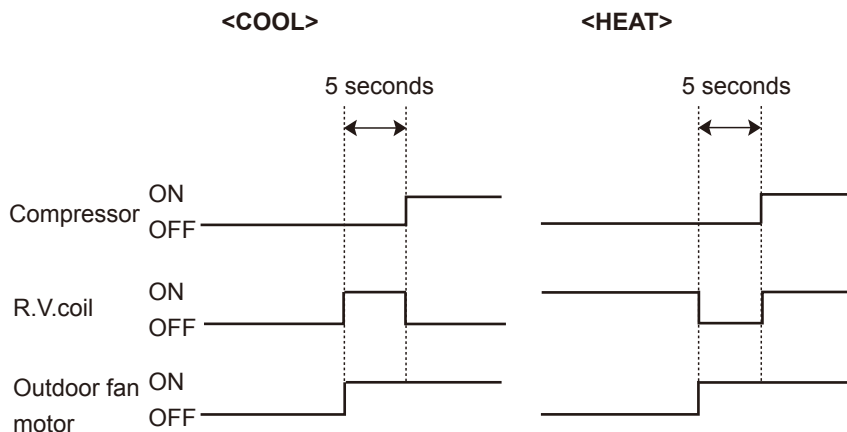 <COOL>
<HEAT>
5 seconds
5 seconds
Compressor
ON
OFF
R.V.coil
ON
OFF
Outdoor fan
motor
ON
OFF